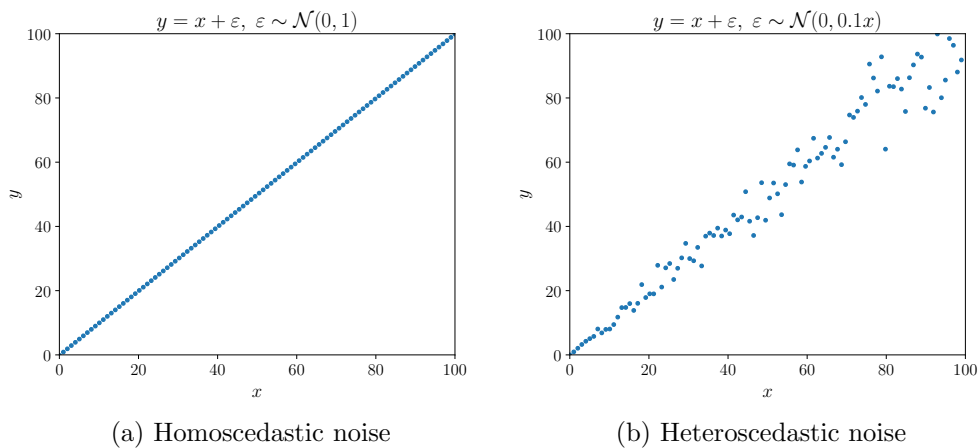 y = x + ε, ε ∼ 𝒩(0, 1)
100
80
60
40
20
0
y
0 20 40 60 80 100
x
(a) Homoscedastic noise
y = x + ε, ε ∼ 𝒩(0, 0.1x)
100
80
60
40
20
0
y
0 20 40 60 80 100
x
(b) Heteroscedastic noise